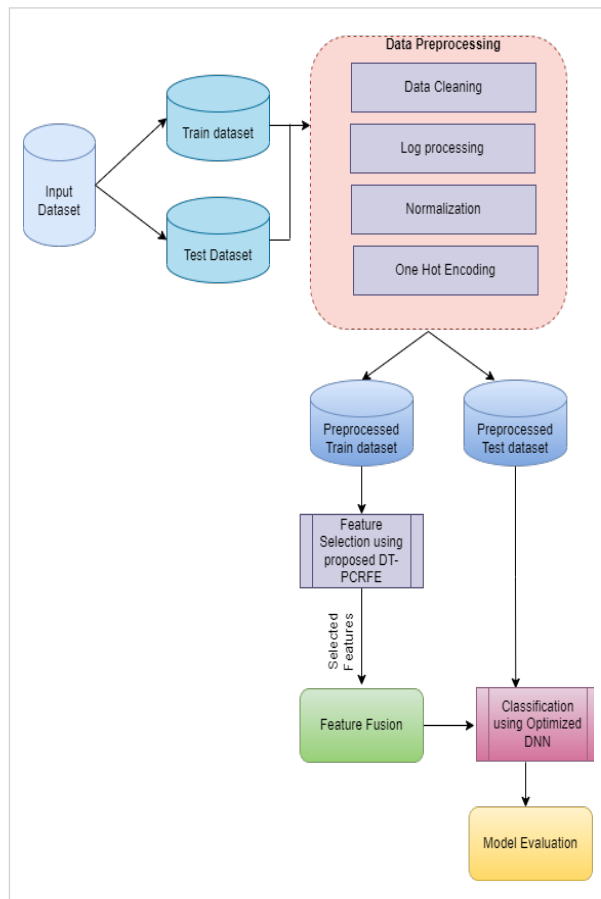 Data Preprocessing
Data Cleaning
Log processing
Normalization
One Hot Encoding
Train dataset
Test Dataset
Input
Dataset
Preprocessed
Train dataset
Preprocessed
Test dataset
Feature
Selection using
proposed DT-
PCRFE
Selected
Features
Feature Fusion
Classification
using Optimized
DNN
Model Evaluation